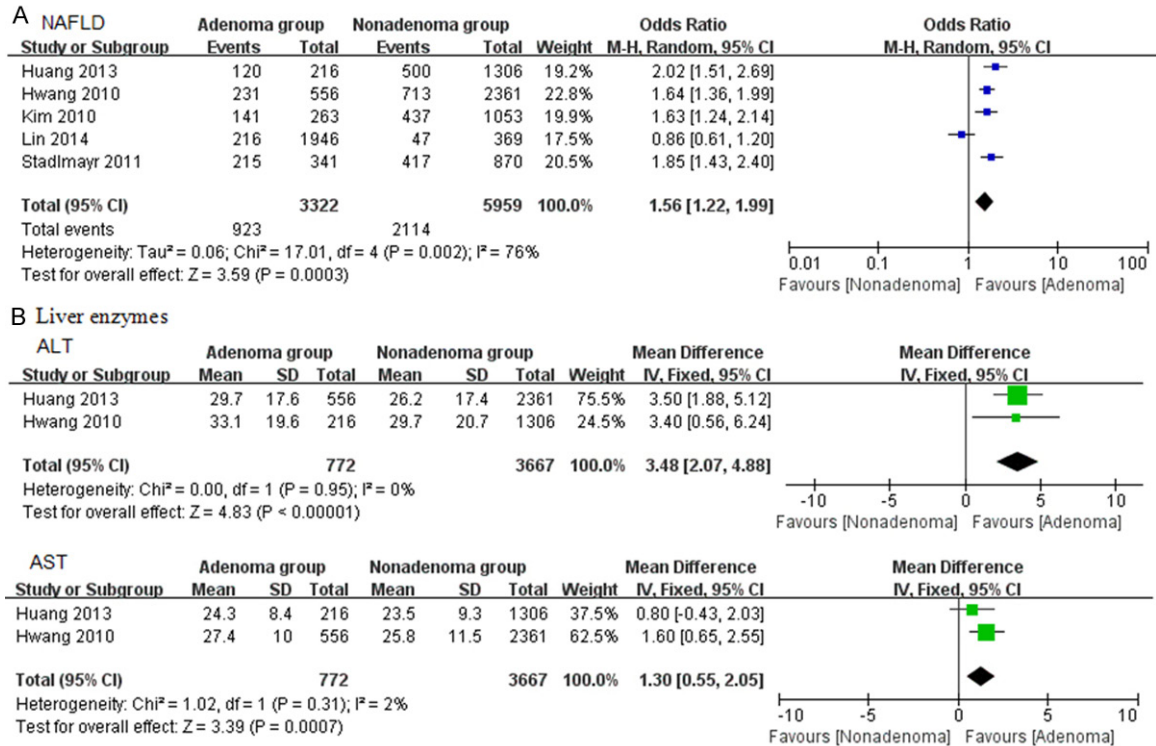 A NAFLD
Adenoma group Nonadenoma group Odds Ratio Odds Ratio
Study or Subgroup Events Total Events Total Weight M-H, Random, 95% CI M-H, Random, 95% CI
Huang 2013 120 216 500 1306 19.2% 2.02 [1.51, 2.69]
Hwang 2010 231 556 713 2361 22.8% 1.64 [1.36, 1.99]
Kim 2010 141 263 437 1053 19.9% 1.63 [1.24, 2.14]
Lin 2014 216 1946 47 369 17.5% 0.86 [0.61, 1.20]
Stadlmayr 2011 215 341 417 870 20.5% 1.85 [1.43, 2.40]
Total (95% CI) 3322 5959 100.0% 1.56 [1.22, 1.99]
Total events 923 2114
Heterogeneity: Tau² = 0.06; Chi² = 17.01, df = 4 (P = 0.002); I² = 76%
Test for overall effect: Z = 3.59 (P = 0.0003)
0.01 0.1 1 10 100
Favours [Nonadenoma] Favours [Adenoma]
B Liver enzymes
ALT
Adenoma group Nonadenoma group Mean Difference Mean Difference
Study or Subgroup Mean SD Total Mean SD Total Weight IV, Fixed, 95% CI IV, Fixed, 95% CI
Huang 2013 29.7 17.6 556 26.2 17.4 2361 75.5% 3.50 [1.88, 5.12]
Hwang 2010 33.1 19.6 216 29.7 20.7 1306 24.5% 3.40 [0.56, 6.24]
Total (95% CI) 772 3667 100.0% 3.48 [2.07, 4.88]
Heterogeneity: Chi² = 0.00, df = 1 (P = 0.95); I² = 0%
Test for overall effect: Z = 4.83 (P < 0.00001)
-10 -5 0 5 10
Favours [Nonadenoma] Favours [Adenoma]
AST
Adenoma group Nonadenoma group Mean Difference Mean Difference
Study or Subgroup Mean SD Total Mean SD Total Weight IV, Fixed, 95% CI IV, Fixed, 95% CI
Huang 2013 24.3 8.4 216 23.5 9.3 1306 37.5% 0.80 [-0.43, 2.03]
Hwang 2010 27.4 10 556 25.8 11.5 2361 62.5% 1.60 [0.65, 2.55]
Total (95% CI) 772 3667 100.0% 1.30 [0.55, 2.05]
Heterogeneity: Chi² = 1.02, df = 1 (P = 0.31); I² = 2%
Test for overall effect: Z = 3.39 (P = 0.0007)
-10 -5 0 5 10
Favours [Nonadenoma] Favours [Adenoma]